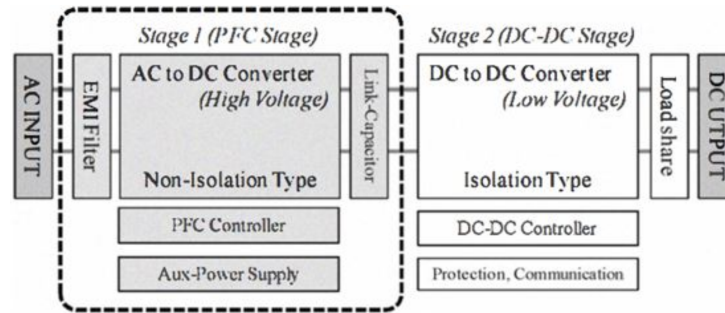 Stage 1 (PFC Stage)
Stage 2 (DC-DC Stage)
AC INPUT
EMI Filter
AC to DC Converter
(High Voltage)
Non-Isolation Type
Link-Capacitor
DC to DC Converter
(Low Voltage)
Isolation Type
Load share
DC UTPUT
PFC Controller
DC-DC Controller
Aux-Power Supply
Protection, Communication